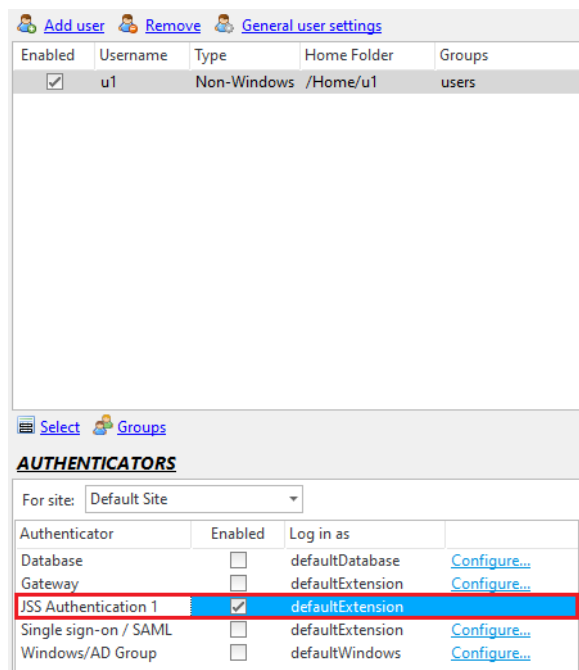 Add user Remove General user settings
Enabled Username Type Home Folder Groups
u1 Non-Windows /Home/u1 users
Select Groups
AUTHENTICATORS
For site: Default Site
Authenticator Enabled Log in as
Database defaultDatabase Configure...
Gateway defaultExtension Configure...
JSS Authentication 1 defaultExtension
Single sign-on / SAML defaultExtension Configure...
Windows/AD Group defaultWindows Configure...